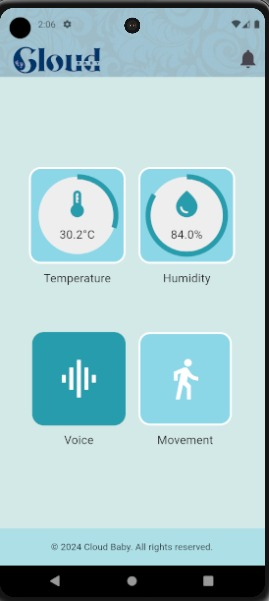 2:06
Cloud
30.2°C
84.0%
Temperature
Humidity
Voice
Movement
© 2024 Cloud Baby. All rights reserved.